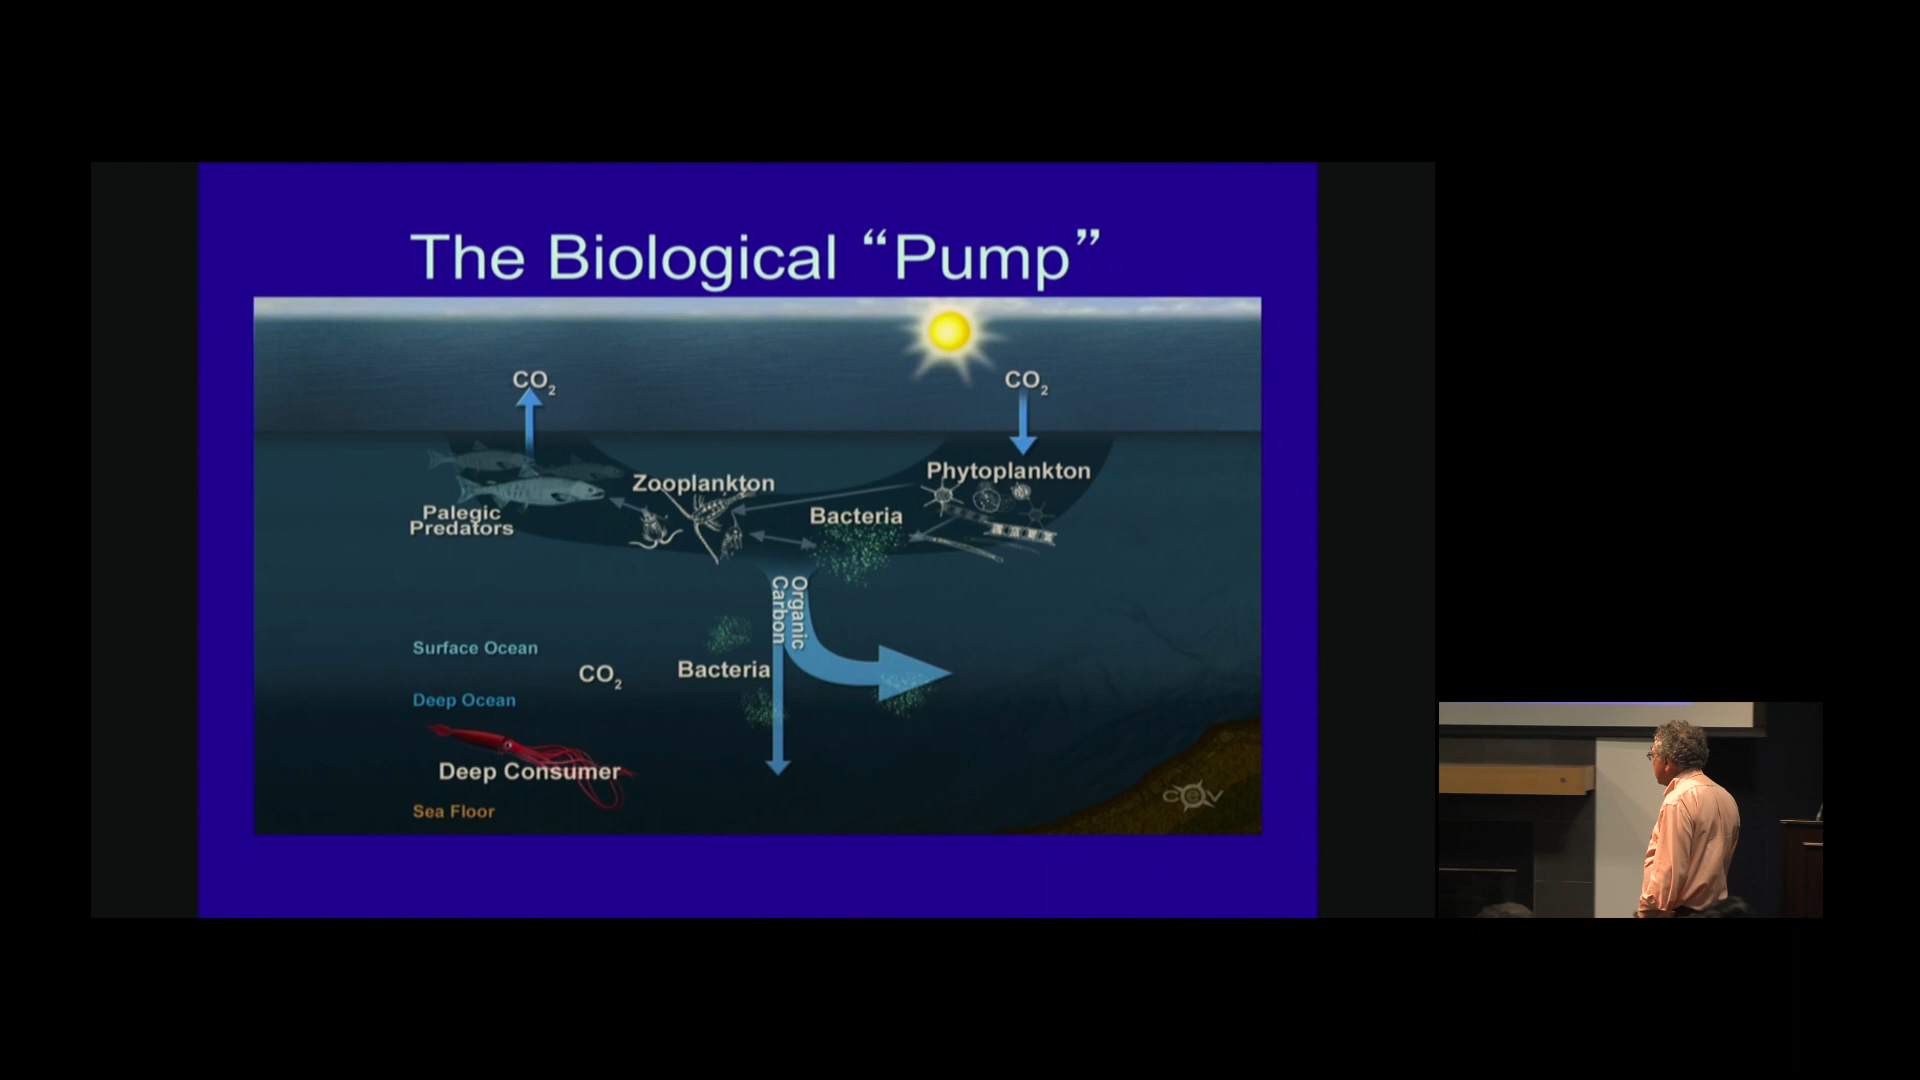 The Biological “Pump”
CO2
CO2
Phytoplankton
Zooplankton
Bacteria
Palegic
Predators
Organic
Carbon
Surface Ocean
CO2
Bacteria
Deep Ocean
Deep Consumer
Sea Floor